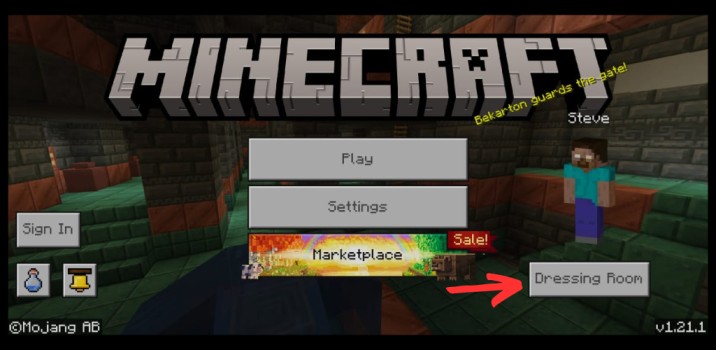 MINECRAFT
Bekarton guards the gate!
Steve
Play
Settings
Sign In
Sale!
Marketplace
Dressing Room
©Mojang AB
v1.21.1